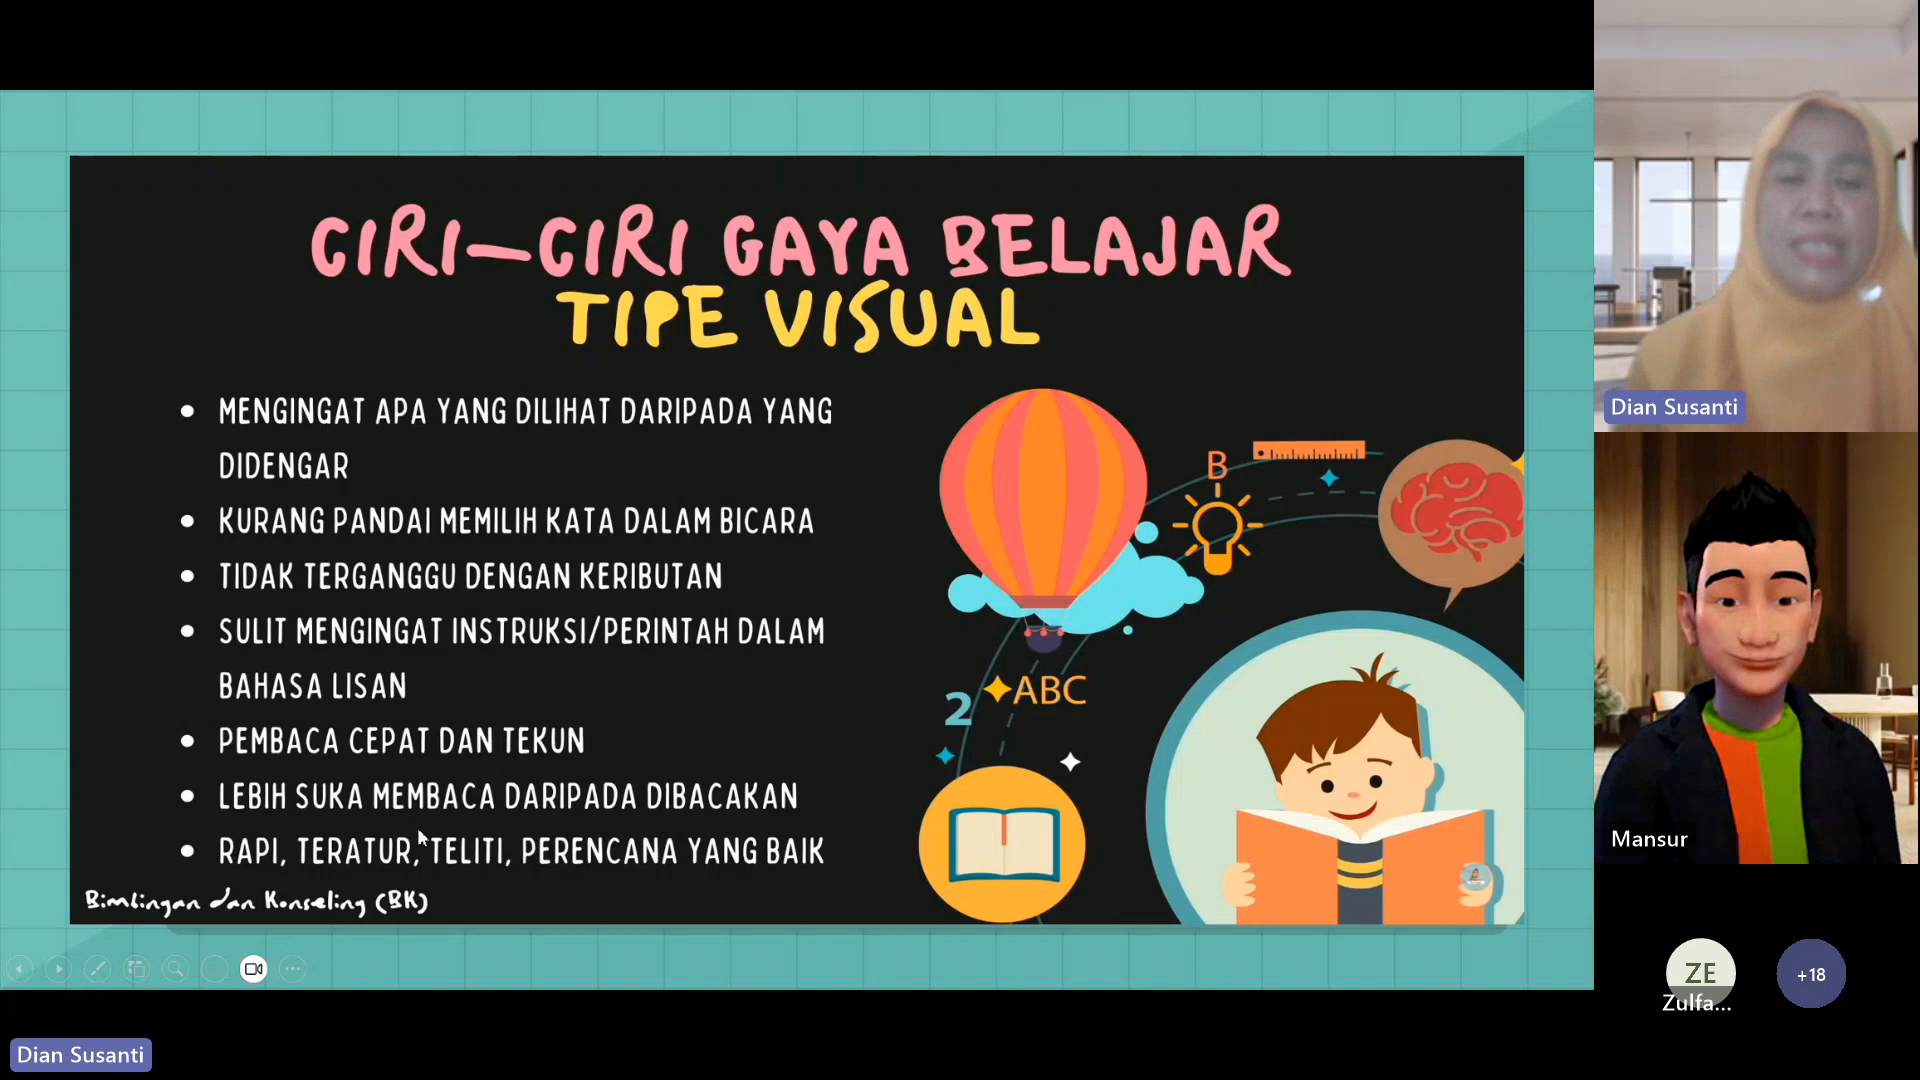 CIRI-CIRI GAYA BELAJAR
TIPE VISUAL
• MENGINGAT APA YANG DILIHAT DARIPADA YANG
DIDENGAR
• KURANG PANDAI MEMILIH KATA DALAM BICARA
• TIDAK TERGANGGU DENGAN KERIBUTAN
• SULIT MENGINGAT INSTRUKSI/PERINTAH DALAM
BAHASA LISAN
• PEMBACA CEPAT DAN TEKUN
• LEBIH SUKA MEMBACA DARIPADA DIBACAKAN
• RAPI, TERATUR, TELITI, PERENCANA YANG BAIK
Bimbingan dan Konseling (BK)
B
2
ABC
Dian Susanti
Mansur
ZE
Zulfa...
+18
Dian Susanti